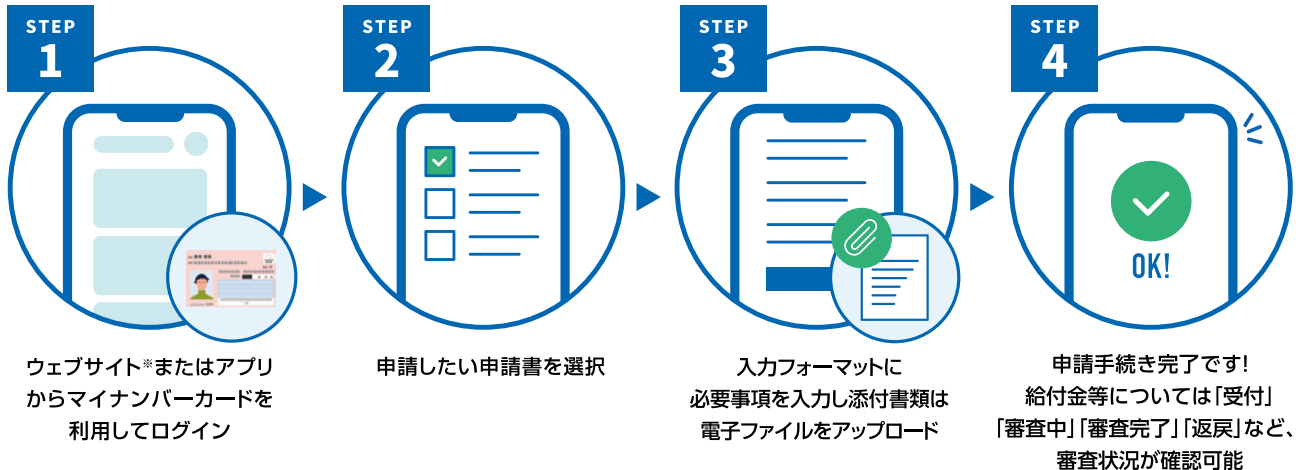 STEP
1
ウェブサイト※またはアプリ
からマイナンバーカードを
利用してログイン
STEP
2
申請したい申請書を選択
STEP
3
入力フォーマットに
必要事項を入力し添付書類は
電子ファイルをアップロード
STEP
4
OK!
申請手続き完了です!
給付金等については「受付」
「審査中」「審査完了」「返戻」など、
審査状況が確認可能